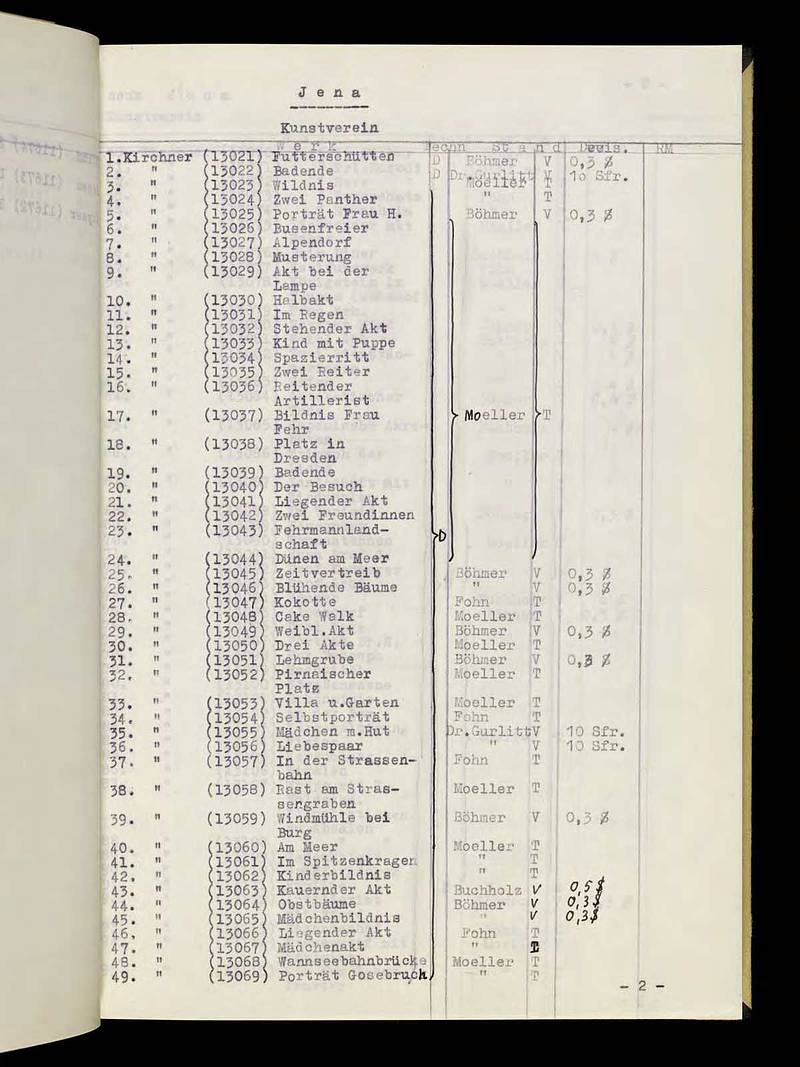 J e n a
Kunstverein
W e r k Techn St a n d Devis. RM
1.Kirchner (13021) Futterschütten D Böhmer V 0,3 $
2. " (13022) Badende D Dr.Gurlitt V 10 Sfr.
3. " (13023) Wildnis Moeller T
4. " (13024) Zwei Panther " T
5. " (13025) Porträt Frau H. Böhmer V 0,3 $
6. " (13026) Busenfreier
7. " (13027) Alpendorf
8. " (13028) Musterung
9. " (13029) Akt bei der
Lampe
10. " (13030) Halbakt
11. " (13031) Im Regen
12. " (13032) Stehender Akt
13. " (13033) Kind mit Puppe
14. " (13034) Spazierritt
15. " (13035) Zwei Reiter
16. " (13036) Reitender
Artillerist
17. " (13037) Bildnis Frau Moeller T
Fehr
18. " (13038) Platz in
Dresden
19. " (13039) Badende
20. " (13040) Der Besuch
21. " (13041) Liegender Akt
22. " (13042) Zwei Freundinnen
23. " (13043) Fehrmannland- D
schaft
24. " (13044) Dünen am Meer
25. " (13045) Zeitvertreib Böhmer V 0,3 $
26. " (13046) Blühende Bäume " V 0,3 $
27. " (13047) Kokotte Fohn T
28. " (13048) Cake Walk Moeller T
29. " (13049) Weibl.Akt Böhmer V 0,3 $
30. " (13050) Drei Akte Moeller T
31. " (13051) Lehmgrube Böhmer V 0,3 $
32. " (13052) Pirnaischer Moeller T
Platz
33. " (13053) Villa u.Garten Moeller T
34. " (13054) Selbstporträt Fohn T
35. " (13055) Mädchen m.Hut Dr.Gurlitt V 10 Sfr.
36. " (13056) Liebespaar " V 10 Sfr.
37. " (13057) In der Strassen- Fohn T
bahn
38. " (13058) Rast am Stras- Moeller T
sengraben
39. " (13059) Windmühle bei Böhmer V 0,3 $
Burg
40. " (13060) Am Meer Moeller T
41. " (13061) Im Spitzenkragen " T
42. " (13062) Kinderbildnis " T
43. " (13063) Kauernder Akt Buchholz V 0,5 $
44. " (13064) Obstbäume Böhmer V 0,3 $
45. " (13065) Mädchenbildnis " V 0,3 $
46. " (13066) Liegender Akt Fohn T
47. " (13067) Mädchenakt " T
48. " (13068) Wannseebahnbrücke Moeller T
49. " (13069) Porträt Gosebruch " T
- 2 -